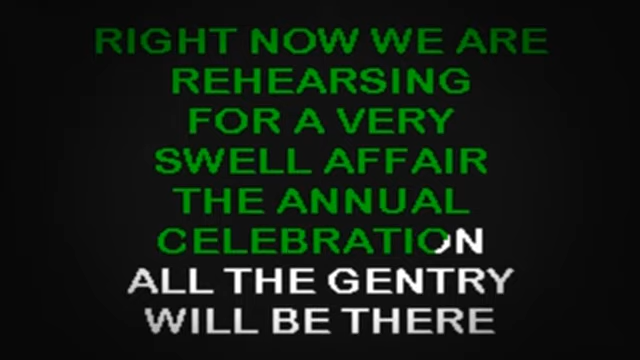 RIGHT NOW WE ARE
REHEARSING
FOR A VERY
SWELL AFFAIR
THE ANNUAL
CELEBRATION
ALL THE GENTRY
WILL BE THERE